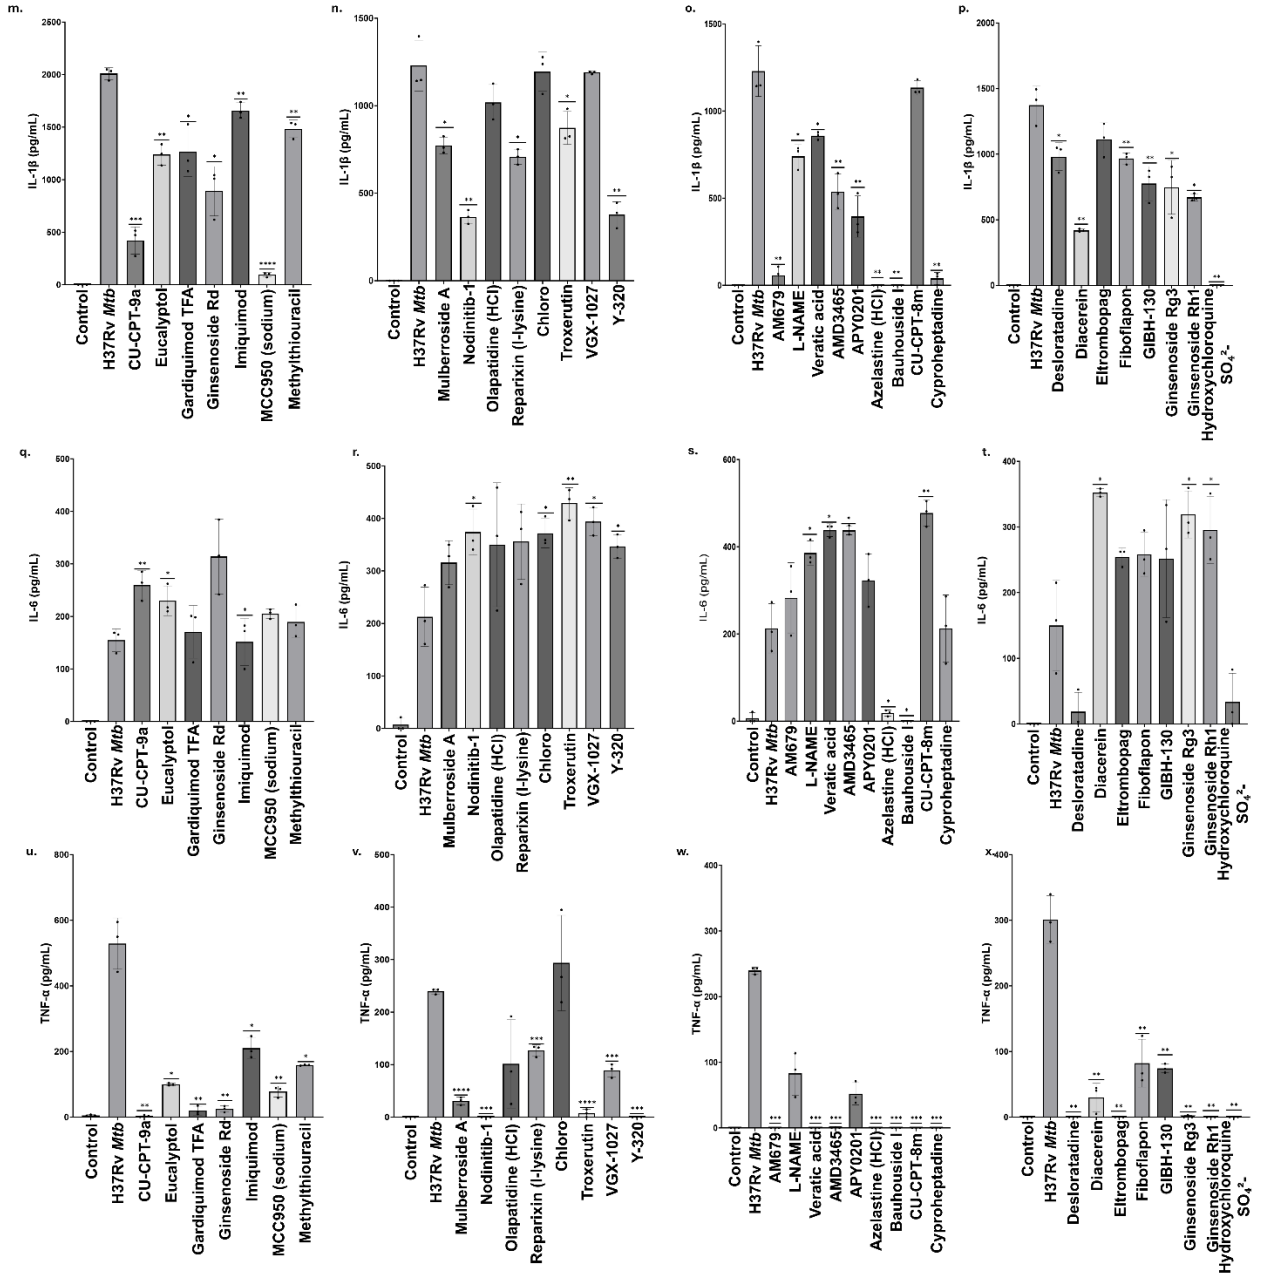 m.
IL-1β (pg/mL)
2500
2000
1500
1000
500
0
***
**
♦
♦
**
****
**
Control
H37Rv Mtb
CU-CPT-9a
Eucalyptol
Gardiquimod TFA
Ginsenoside Rd
Imiquimod
MCC950 (sodium)
Methylthiouracil
n.
IL-1β (pg/mL)
1500
1000
500
0
*
**
*
*
**
Control
H37Rv Mtb
Mulberroside A
Nodinitib-1
Olapatidine (HCl)
Reparixin (l-lysine)
Chloro
Troxerutin
VGX-1027
Y-320
o.
IL-1β (pg/mL)
1500
1000
500
0
**
*
*
**
**
**
**
**
Control
H37Rv Mtb
AM679
L-NAME
Veratic acid
AMD3465
APY0201
Azelastine (HCl)
Bauhouside I
CU-CPT-8m
Cyproheptadine
p.
IL-1β (pg/mL)
2000
1500
1000
500
0
*
**
**
**
*
*
**
Control
H37Rv Mtb
Desloratadine
Diacerein
Eltrombopag
Fiboflapon
GIBH-130
Ginsenoside Rg3
Ginsenoside Rh1
Hydroxychloroquine
SO₄²-
q.
IL-6 (pg/mL)
500
400
300
200
100
0
**
*
*
Control
H37Rv Mtb
CU-CPT-9a
Eucalyptol
Gardiquimod TFA
Ginsenoside Rd
Imiquimod
MCC950 (sodium)
Methylthiouracil
r.
IL-6 (pg/mL)
500
400
300
200
100
0
*
*
**
*
*
Control
H37Rv Mtb
Mulberroside A
Nodinitib-1
Olapatidine (HCl)
Reparixin (l-lysine)
Chloro
Troxerutin
VGX-1027
Y-320
s.
IL-6 (pg/mL)
600
400
200
0
*
*
*
*
*
**
Control
H37Rv Mtb
AM679
L-NAME
Veratic acid
AMD3465
APY0201
Azelastine (HCl)
Bauhouside I
CU-CPT-8m
Cyproheptadine
t.
IL-6 (pg/mL)
400
300
200
100
0
*
*
*
Control
H37Rv Mtb
Desloratadine
Diacerein
Eltrombopag
Fiboflapon
GIBH-130
Ginsenoside Rg3
Ginsenoside Rh1
Hydroxychloroquine
SO₄²-
u.
TNF-α (pg/mL)
800
600
400
200
0
**
*
**
**
*
**
*
Control
H37Rv Mtb
CU-CPT-9a
Eucalyptol
Gardiquimod TFA
Ginsenoside Rd
Imiquimod
MCC950 (sodium)
Methylthiouracil
v.
TNF-α (pg/mL)
500
400
300
200
100
0
****
***
***
****
***
***
Control
H37Rv Mtb
Mulberroside A
Nodinitib-1
Olapatidine (HCl)
Reparixin (l-lysine)
Chloro
Troxerutin
VGX-1027
Y-320
w.
TNF-α (pg/mL)
400
300
200
100
0
***
***
***
***
***
***
***
Control
H37Rv Mtb
AM679
L-NAME
Veratic acid
AMD3465
APY0201
Azelastine (HCl)
Bauhouside I
CU-CPT-8m
Cyproheptadine
x.
TNF-α (pg/mL)
400
300
200
100
0
**
**
**
**
**
**
**
**
Control
H37Rv Mtb
Desloratadine
Diacerein
Eltrombopag
Fiboflapon
GIBH-130
Ginsenoside Rg3
Ginsenoside Rh1
Hydroxychloroquine
SO₄²-